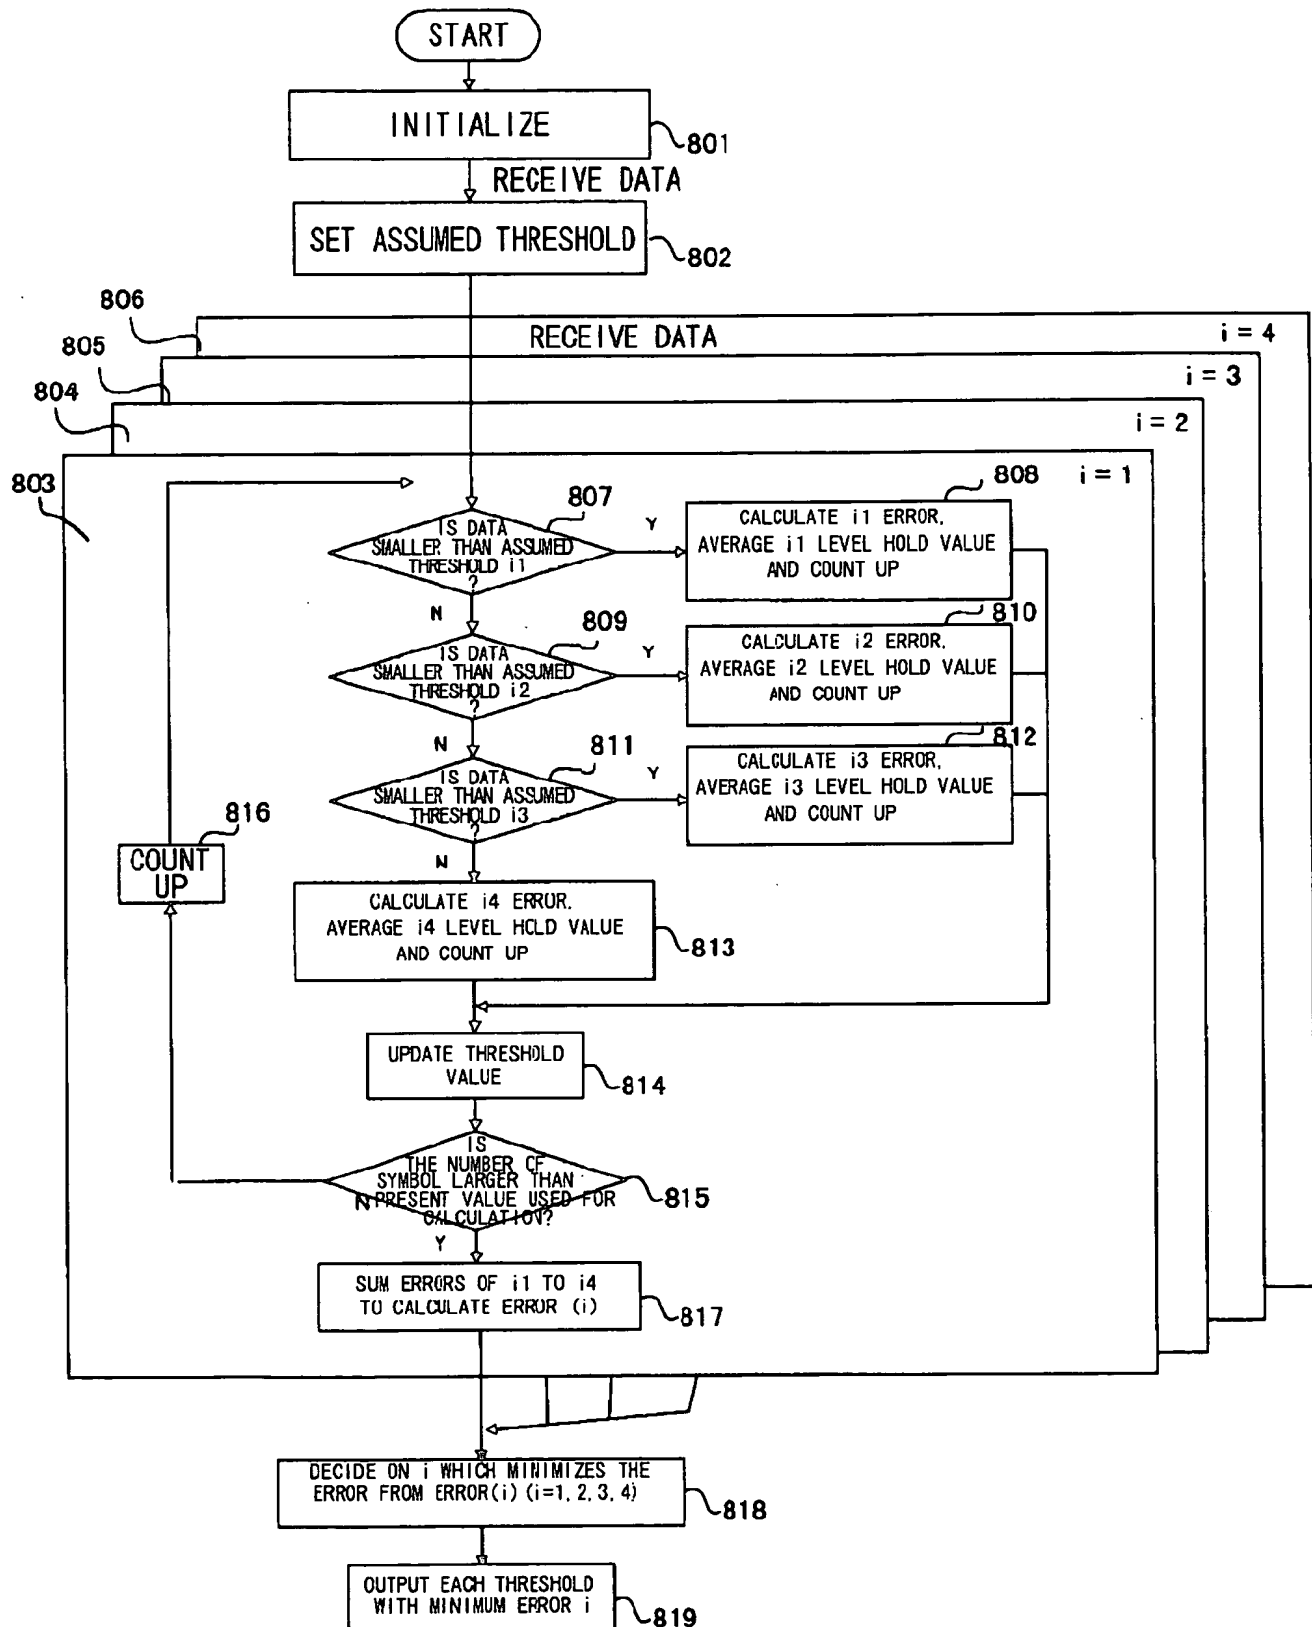 START
INITIALIZE
801
RECEIVE DATA
SET ASSUMED THRESHOLD
802
806
RECEIVE DATA
i = 4
805
i = 3
804
i = 2
803
i = 1
807
IS DATA
SMALLER THAN ASSUMED
THRESHOLD i1
?
Y
808
CALCULATE i1 ERROR,
AVERAGE i1 LEVEL HOLD VALUE
AND COUNT UP
N
809
IS DATA
SMALLER THAN ASSUMED
THRESHOLD i2
?
Y
810
CALCULATE i2 ERROR,
AVERAGE i2 LEVEL HOLD VALUE
AND COUNT UP
N
811
IS DATA
SMALLER THAN ASSUMED
THRESHOLD i3
?
Y
812
CALCULATE i3 ERROR,
AVERAGE i3 LEVEL HOLD VALUE
AND COUNT UP
N
816
COUNT
UP
CALCULATE i4 ERROR,
AVERAGE i4 LEVEL HOLD VALUE
AND COUNT UP
813
UPDATE THRESHOLD
VALUE
814
IS
THE NUMBER OF
SYMBOL LARGER THAN
PRESENT VALUE USED FOR
CALCULATION?
815
N
Y
SUM ERRORS OF i1 TO i4
TO CALCULATE ERROR (i)
817
DECIDE ON i WHICH MINIMIZES THE
ERROR FROM ERROR(i) (i=1, 2, 3, 4)
818
OUTPUT EACH THRESHOLD
WITH MINIMUM ERROR i
819